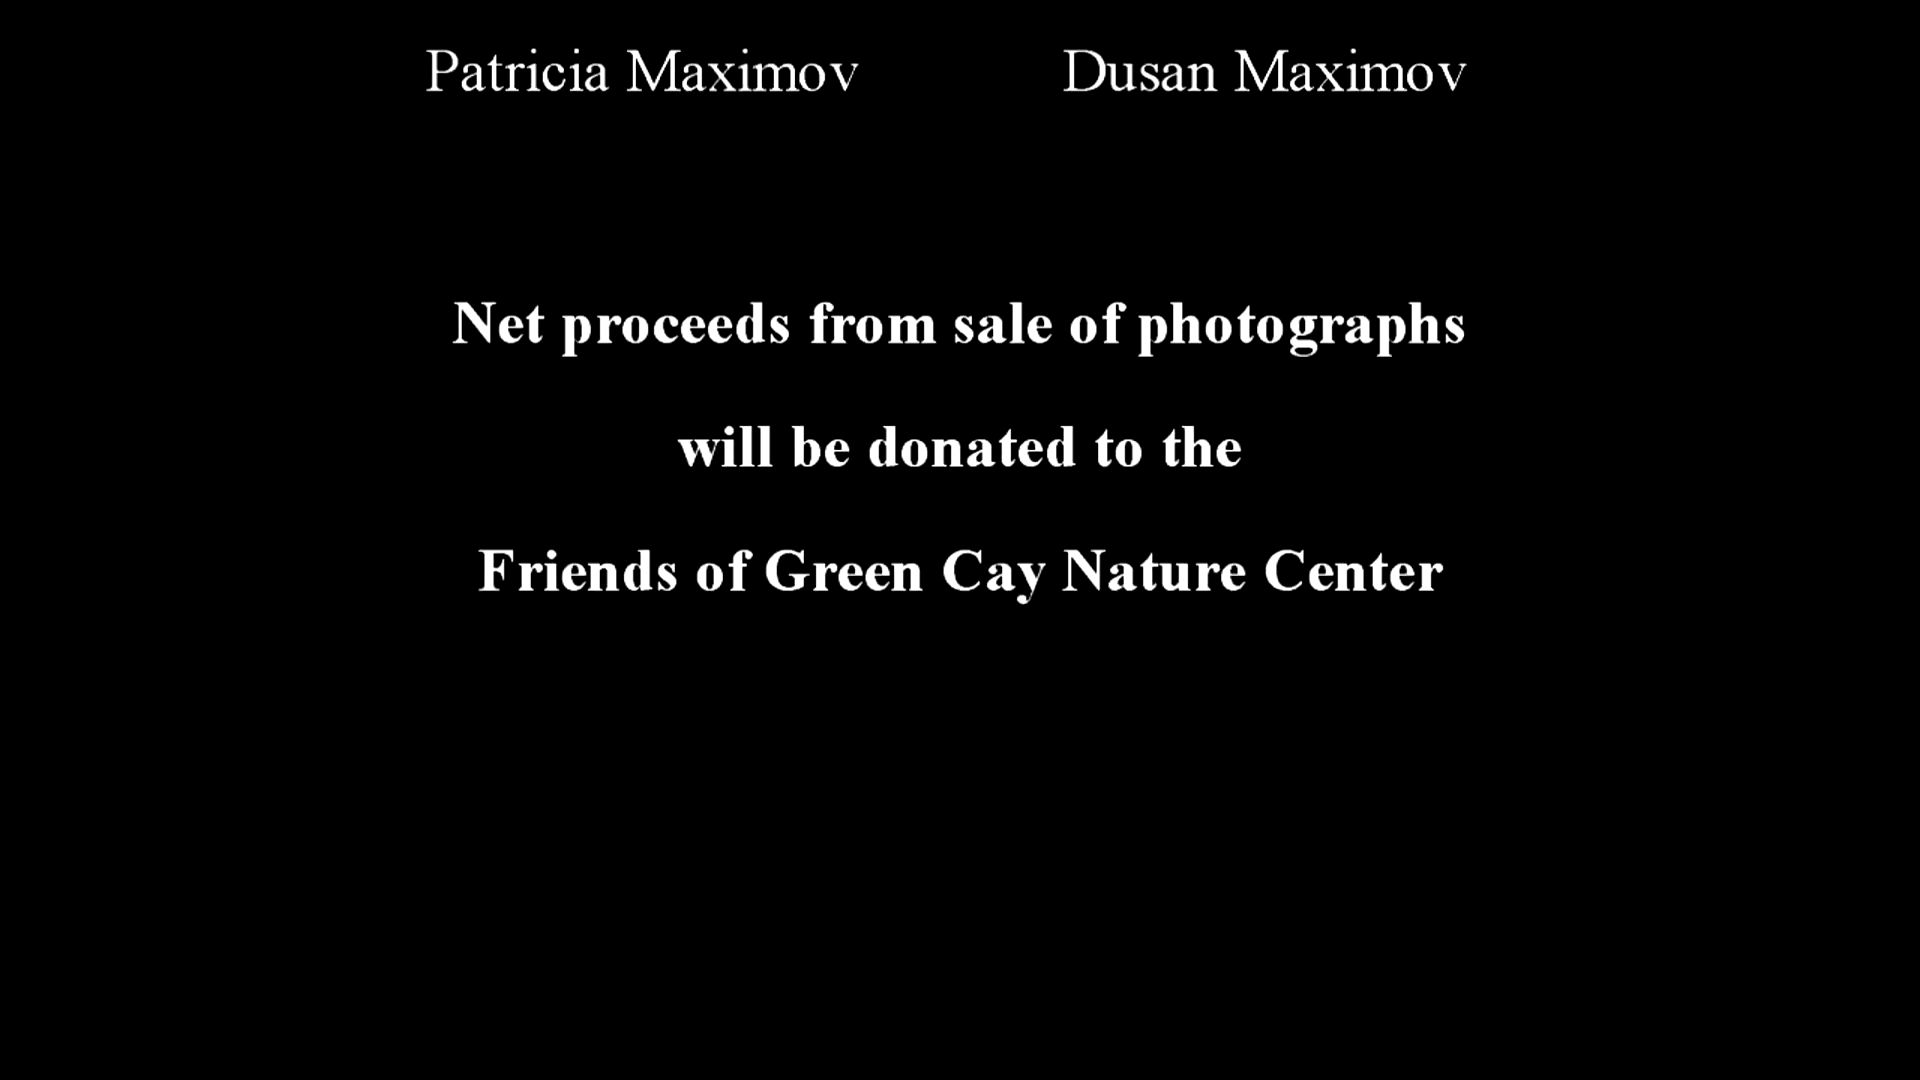 Patricia Maximov Dusan Maximov
Net proceeds from sale of photographs
will be donated to the
Friends of Green Cay Nature Center